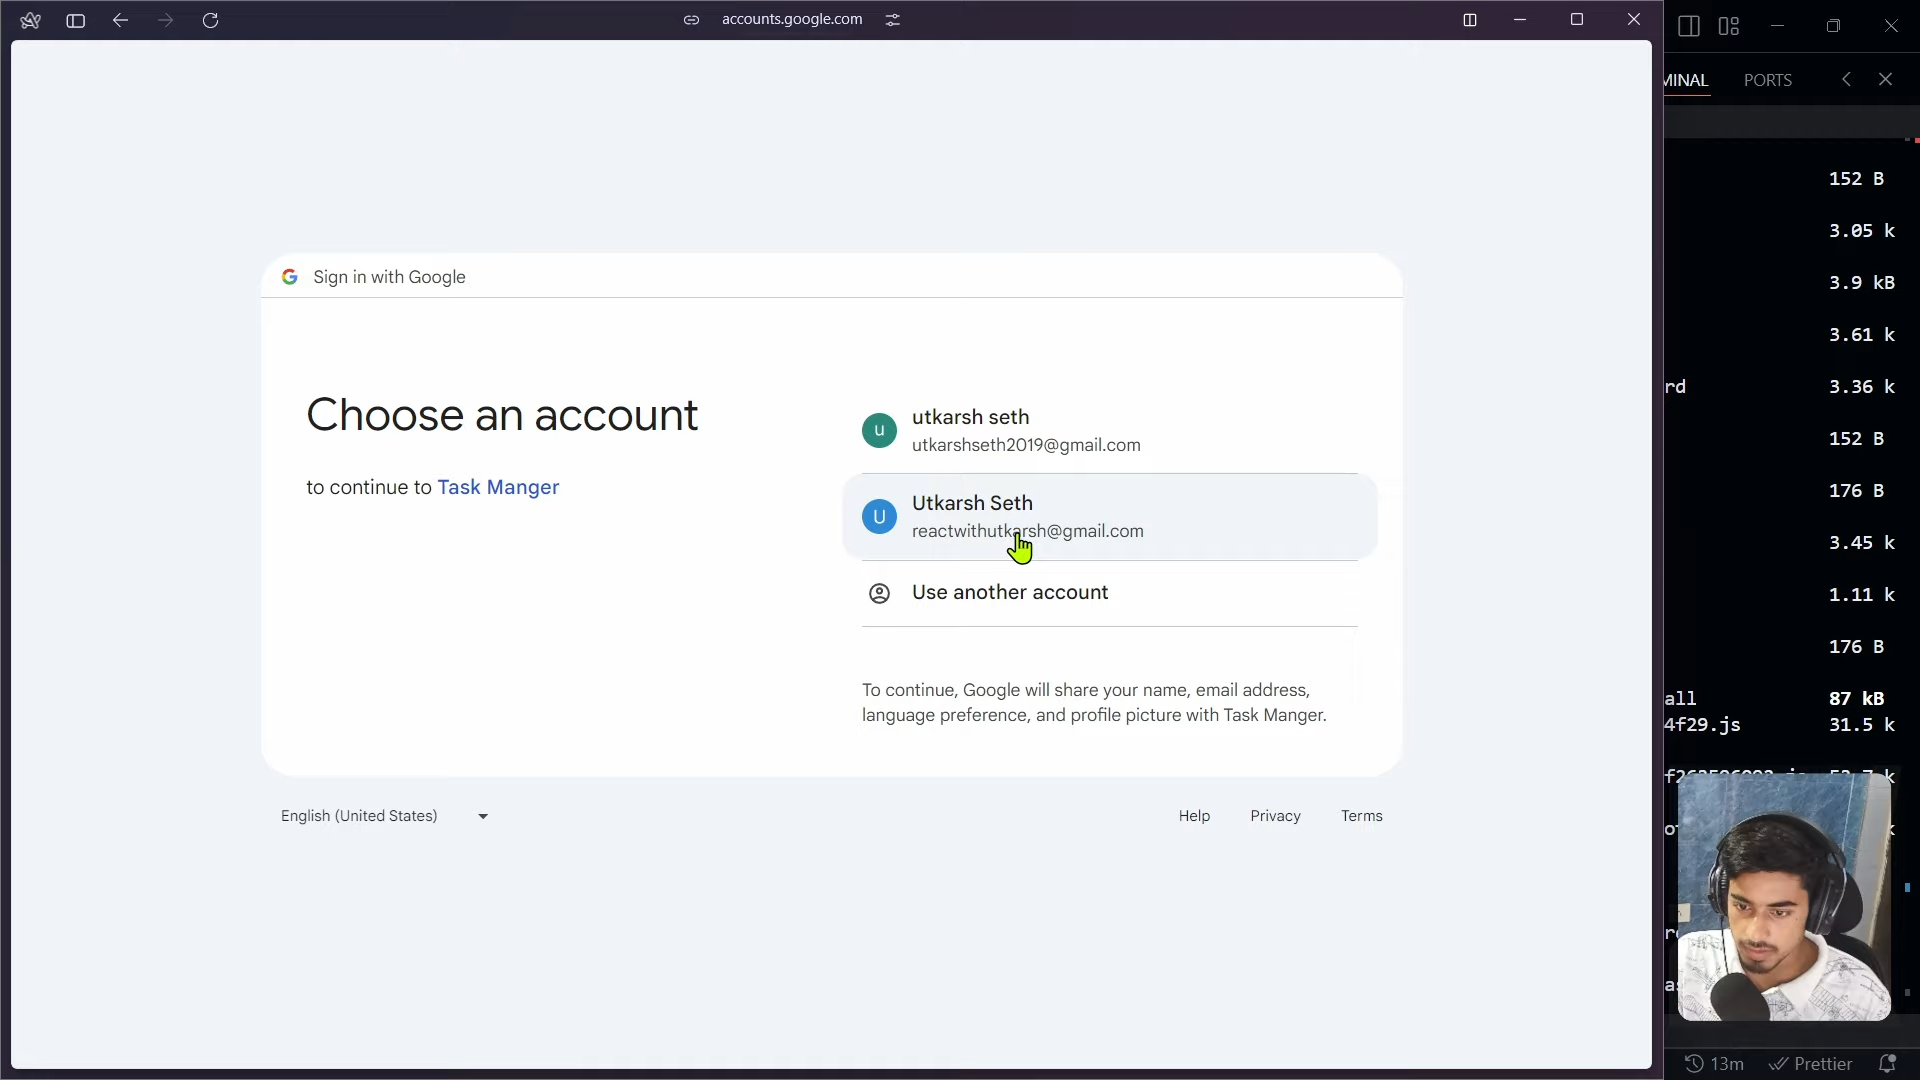 accounts.google.com
MINAL
PORTS
152 B
3.05 k
3.9 kB
3.61 k
rd 3.36 k
152 B
176 B
3.45 k
1.11 k
176 B
all 87 kB
4f29.js 31.5 k
Sign in with Google
Choose an account
to continue to Task Manger
u
utkarsh seth
utkarshseth2019@gmail.com
U
Utkarsh Seth
reactwithutkarsh@gmail.com
Use another account
To continue, Google will share your name, email address,
language preference, and profile picture with Task Manger.
English (United States)
Help
Privacy
Terms
13m
Prettier